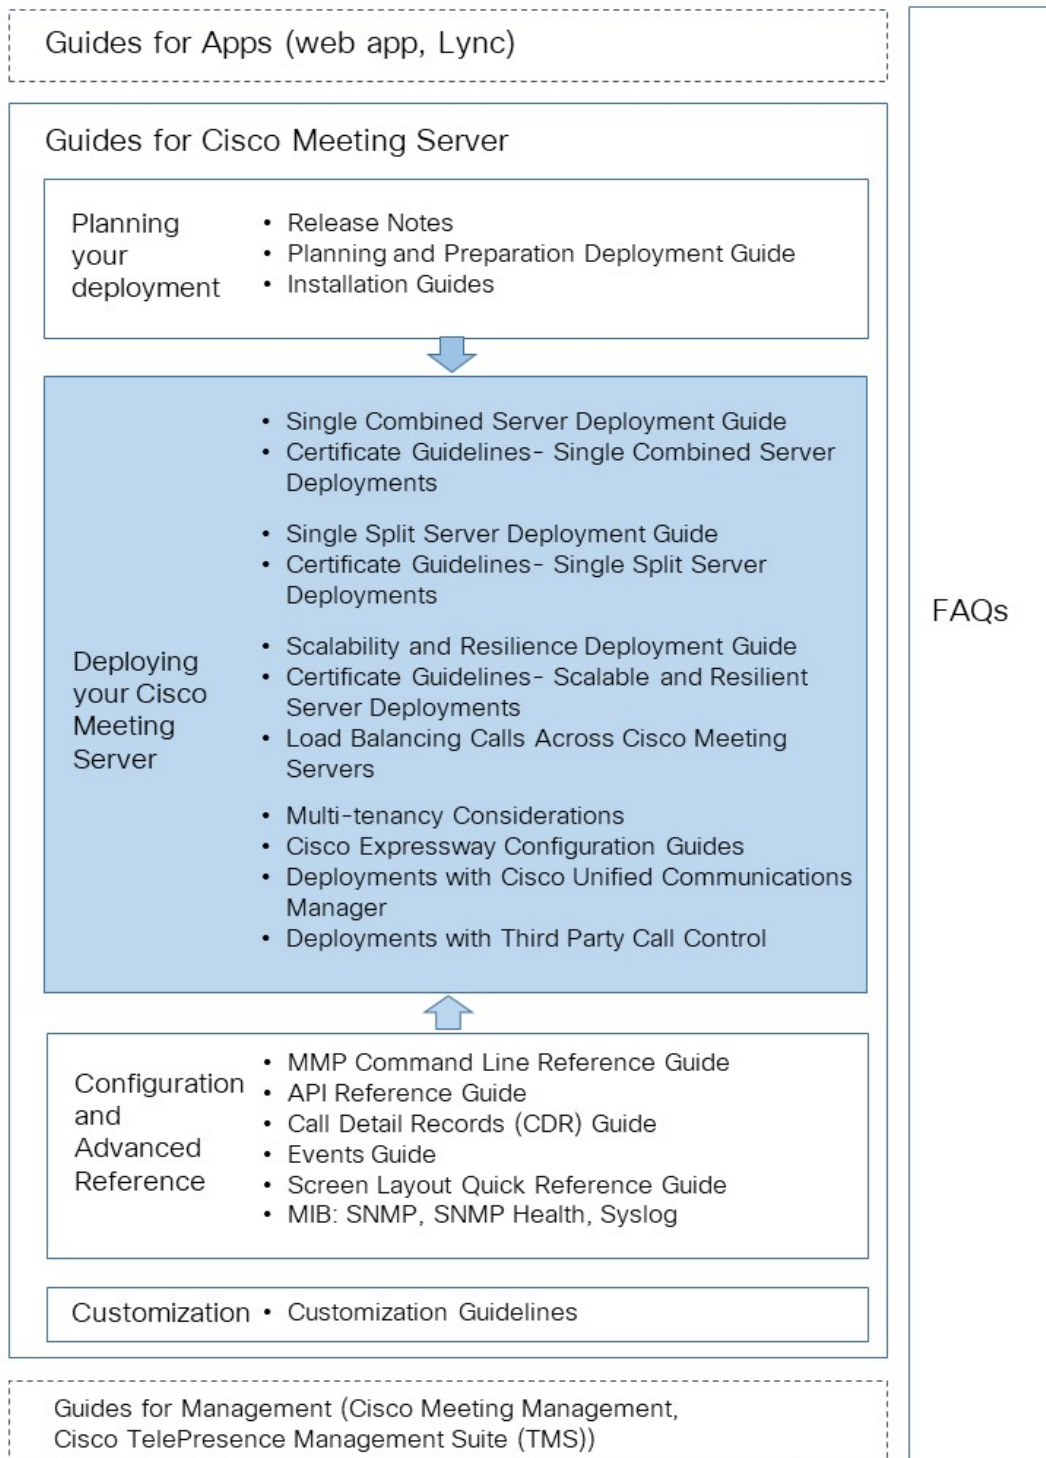 Guides for Apps (web app, Lync)
Guides for Cisco Meeting Server
Planning
your
deployment
• Release Notes
• Planning and Preparation Deployment Guide
• Installation Guides
Deploying
your Cisco
Meeting
Server
• Single Combined Server Deployment Guide
• Certificate Guidelines- Single Combined Server
Deployments
• Single Split Server Deployment Guide
• Certificate Guidelines- Single Split Server
Deployments
• Scalability and Resilience Deployment Guide
• Certificate Guidelines- Scalable and Resilient
Server Deployments
• Load Balancing Calls Across Cisco Meeting
Servers
• Multi-tenancy Considerations
• Cisco Expressway Configuration Guides
• Deployments with Cisco Unified Communications
Manager
• Deployments with Third Party Call Control
Configuration
and
Advanced
Reference
• MMP Command Line Reference Guide
• API Reference Guide
• Call Detail Records (CDR) Guide
• Events Guide
• Screen Layout Quick Reference Guide
• MIB: SNMP, SNMP Health, Syslog
Customization
• Customization Guidelines
Guides for Management (Cisco Meeting Management,
Cisco TelePresence Management Suite (TMS))
FAQs